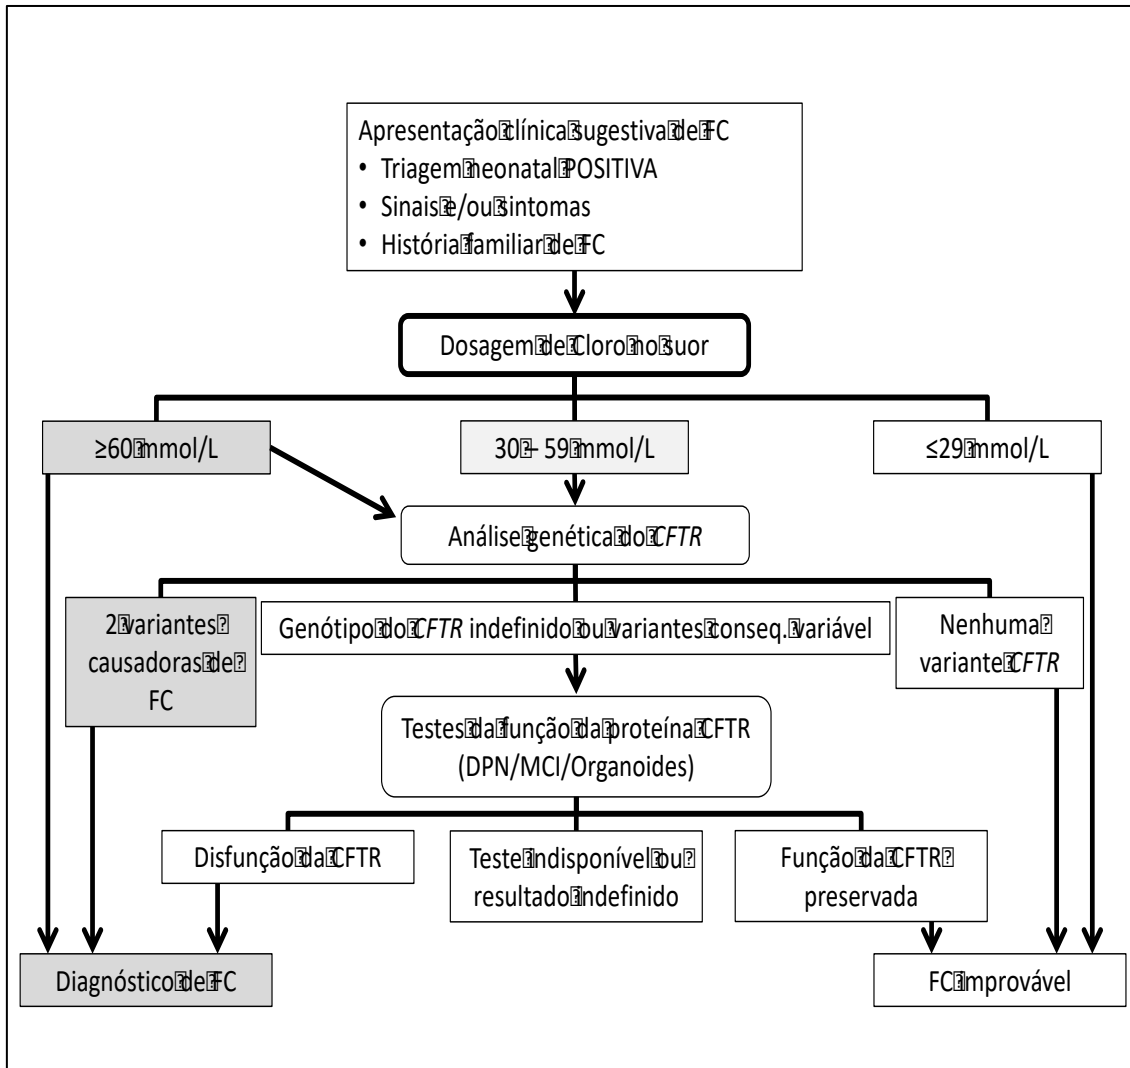 Apresentação clínica sugestiva de FC
• Triagem neonatal POSITIVA
• Sinais e/ou sintomas
• História familiar de FC
Dosagem de Cloro no suor
≥60 mmol/L
30 – 59 mmol/L
≤29 mmol/L
Análise genética do CFTR
2 variantes
causadoras de
FC
Genótipo do CFTR indefinido ou variantes conseq. variável
Nenhuma
variante CFTR
Testes da função da proteína CFTR
(DPN/MCI/Organoides)
Disfunção da CFTR
Teste indisponível ou
resultado indefinido
Função da CFTR
preservada
Diagnóstico de FC
FC improvável